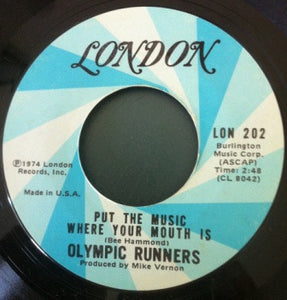 LONDON
LON 202
℗1974 London
Records, Inc.
Made in U.S.A.
Burlington
Music Corp.
(ASCAP)
Time: 2:48
(CL 8042)
PUT THE MUSIC
WHERE YOUR MOUTH IS
(Bee Hammond)
OLYMPIC RUNNERS
Produced by Mike Vernon